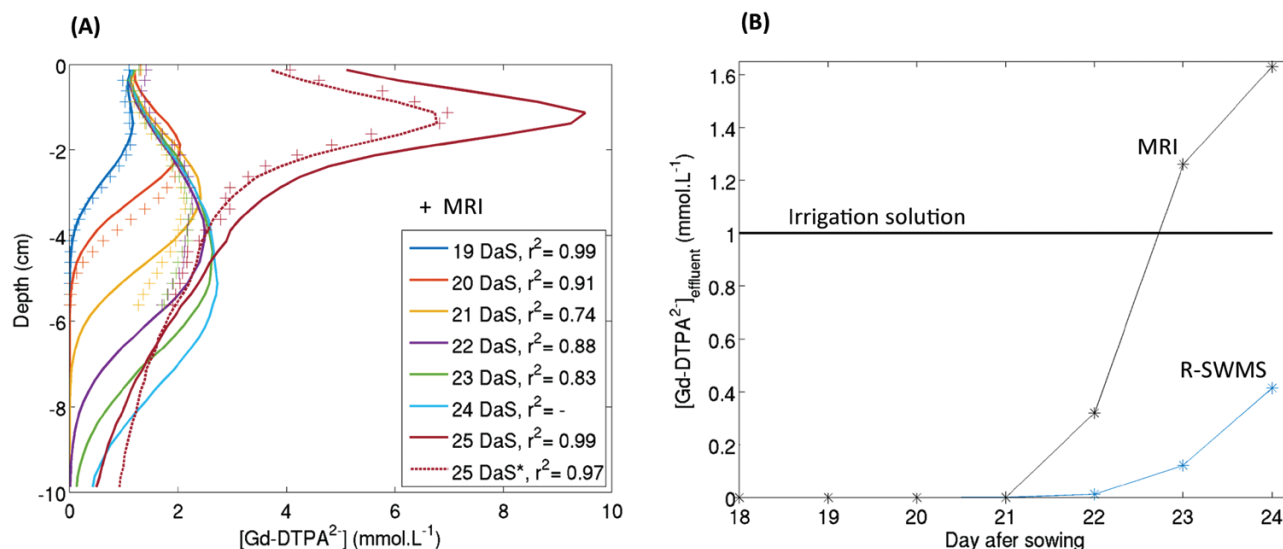 (A)
0
-2
-4
-6
-8
-10
Depth (cm)
0 2 4 6 8 10
[Gd-DTPA²⁻] (mmol.L⁻¹)
+ MRI
19 DaS, r² = 0.99
20 DaS, r² = 0.91
21 DaS, r² = 0.74
22 DaS, r² = 0.88
23 DaS, r² = 0.83
24 DaS, r² = -
25 DaS, r² = 0.99
25 DaS*, r² = 0.97
(B)
1.6
1.4
1.2
1
0.8
0.6
0.4
0.2
0
[Gd-DTPA²⁻]effluent (mmol.L⁻¹)
MRI
Irrigation solution
R-SWMS
18 19 20 21 22 23 24
Day afer sowing